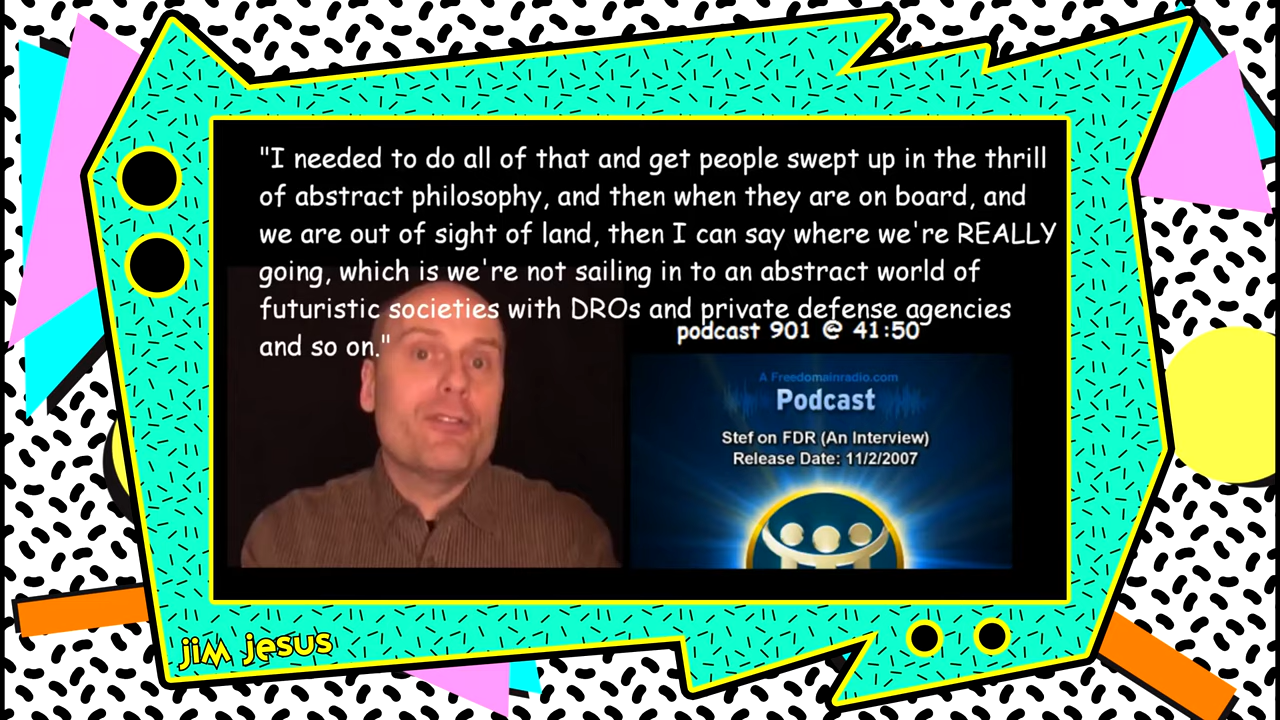 "I needed to do all of that and get people swept up in the thrill
of abstract philosophy, and then when they are on board, and
we are out of sight of land, then I can say where we're REALLY
going, which is we're not sailing in to an abstract world of
futuristic societies with DROs and private defense agencies
and so on."
podcast 901 @ 41:50
A Freedomainradio.com
Podcast
Stef on FDR (An Interview)
Release Date: 11/2/2007
jiM jesus